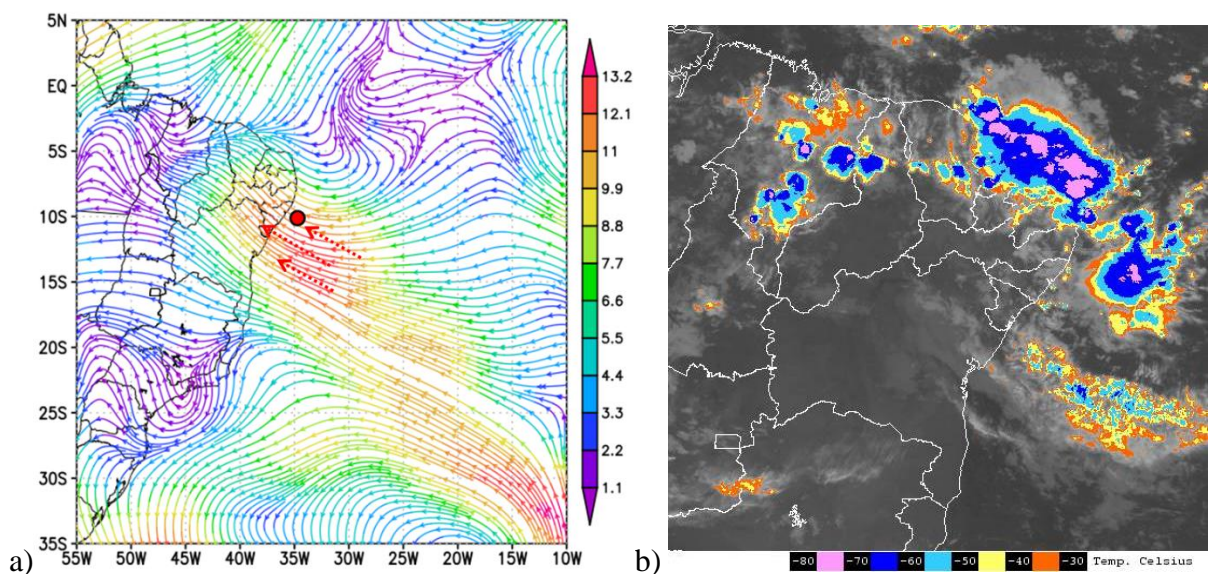 5N
EQ
5S
10S
15S
20S
25S
30S
35S
55W 50W 45W 40W 35W 30W 25W 20W 15W 10W
13.2
12.1
11
9.9
8.8
7.7
6.6
5.5
4.4
3.3
2.2
1.1
a)
b)
-80 -70 -60 -50 -40 -30 Temp. Celsius